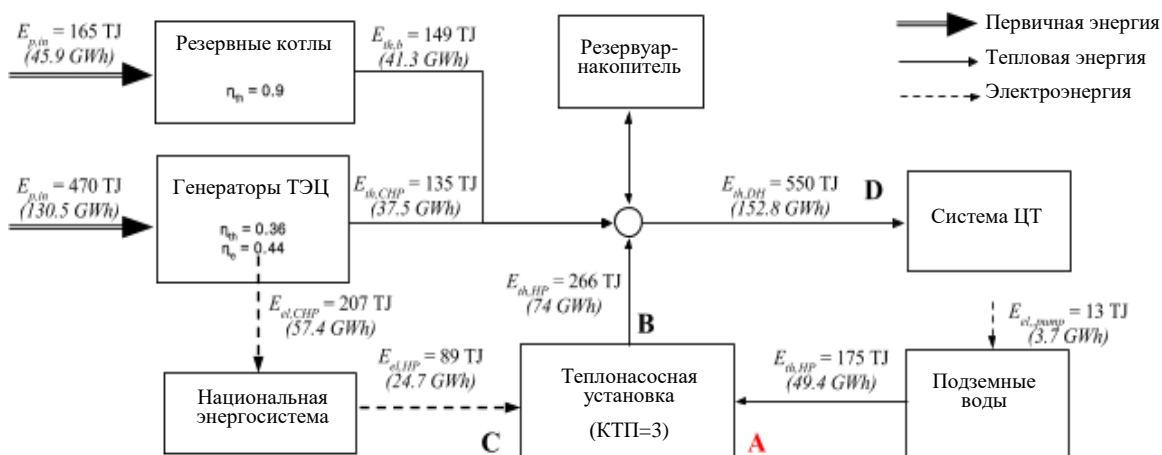 E_p,in = 165 TJ
(45.9 GWh)
Резервные котлы
η_th = 0.9
E_th,b = 149 TJ
(41.3 GWh)
Резервуар-
накопитель
Первичная энергия
Тепловая энергия
Электроэнергия
E_p,in = 470 TJ
(130.5 GWh)
Генераторы ТЭЦ
η_th = 0.36
η_e = 0.44
E_th,CHP = 135 TJ
(37.5 GWh)
E_th,DH = 550 TJ
(152.8 GWh)
D
Система ЦТ
E_el,CHP = 207 TJ
(57.4 GWh)
E_th,HP = 266 TJ
(74 GWh)
B
E_el,pump = 13 TJ
(3.7 GWh)
Национальная
энергосистема
E_el,HP = 89 TJ
(24.7 GWh)
C
Теплонасосная
установка
(КТП=3)
A
E_th,HP = 175 TJ
(49.4 GWh)
Подземные
воды